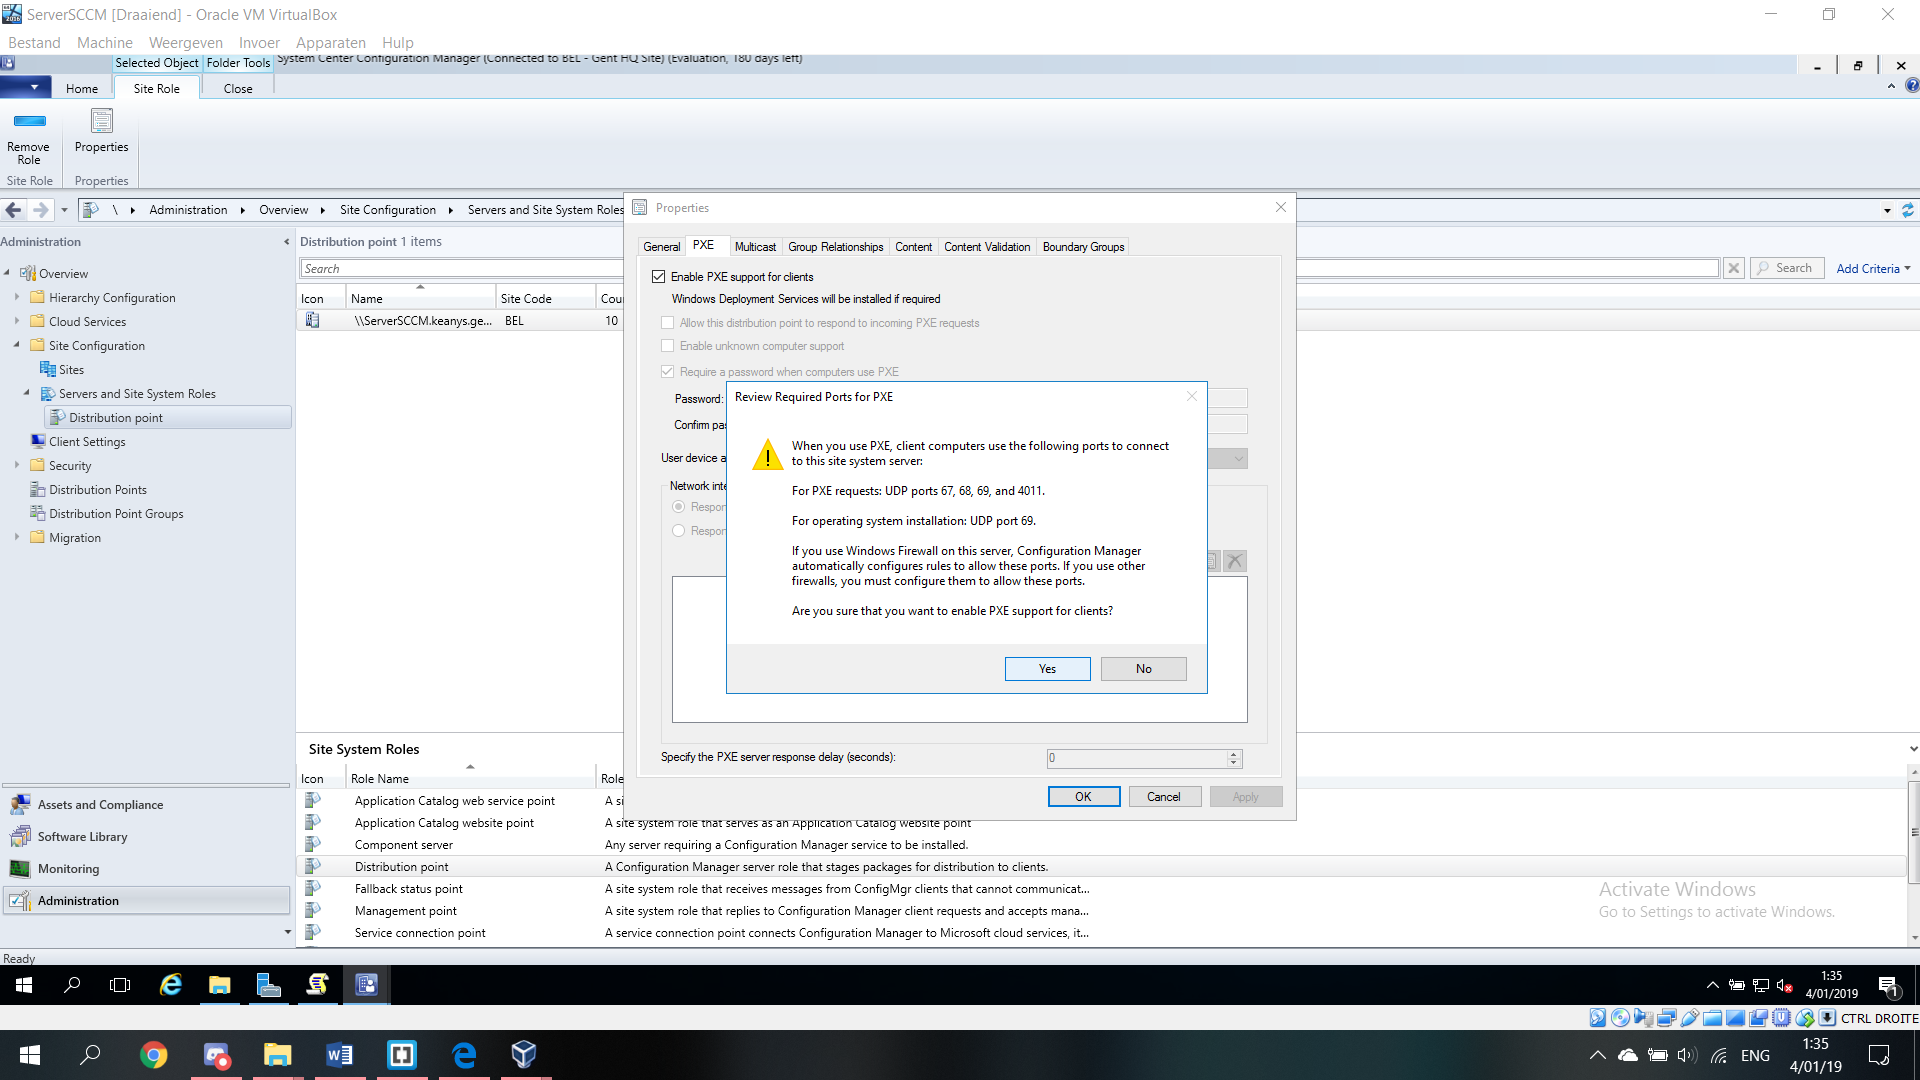 ServerSCCM [Draaiend] - Oracle VM VirtualBox
Bestand Machine Weergeven Invoer Apparaten Hulp
Selected Object Folder Tools System Center Configuration Manager (Connected to BEL - Gent HQ Site) (Evaluation, 180 days left)
Home Site Role Close
Remove Role
Properties
Site Role Properties
\ Administration Overview Site Configuration Servers and Site System Roles
Administration
Overview
Hierarchy Configuration
Cloud Services
Site Configuration
Sites
Servers and Site System Roles
Distribution point
Client Settings
Security
Distribution Points
Distribution Point Groups
Migration
Assets and Compliance
Software Library
Monitoring
Administration
Distribution point 1 items
Search
Search Add Criteria
Icon Name Site Code Cou
\\ServerSCCM.keanys.ge... BEL 10
Properties
General PXE Multicast Group Relationships Content Content Validation Boundary Groups
Enable PXE support for clients
Windows Deployment Services will be installed if required
Allow this distribution point to respond to incoming PXE requests
Enable unknown computer support
Require a password when computers use PXE
Password:
Confirm pas
User device a
Network inte
Respor
Respor
Review Required Ports for PXE
When you use PXE, client computers use the following ports to connect
to this site system server:
For PXE requests: UDP ports 67, 68, 69, and 4011.
For operating system installation: UDP port 69.
If you use Windows Firewall on this server, Configuration Manager
automatically configures rules to allow these ports. If you use other
firewalls, you must configure them to allow these ports.
Are you sure that you want to enable PXE support for clients?
Yes No
Specify the PXE server response delay (seconds): 0
OK Cancel Apply
Site System Roles
Icon Role Name Role
Application Catalog web service point A si
Application Catalog website point A site system role that serves as an Application Catalog website point
Component server Any server requiring a Configuration Manager service to be installed.
Distribution point A Configuration Manager server role that stages packages for distribution to clients.
Fallback status point A site system role that receives messages from ConfigMgr clients that cannot communicat...
Management point A site system role that replies to Configuration Manager client requests and accepts mana...
Service connection point A service connection point connects Configuration Manager to Microsoft cloud services, it...
Activate Windows
Go to Settings to activate Windows.
Ready
1:35
4/01/2019
1
CTRL DROITE
ENG
1:35
4/01/19